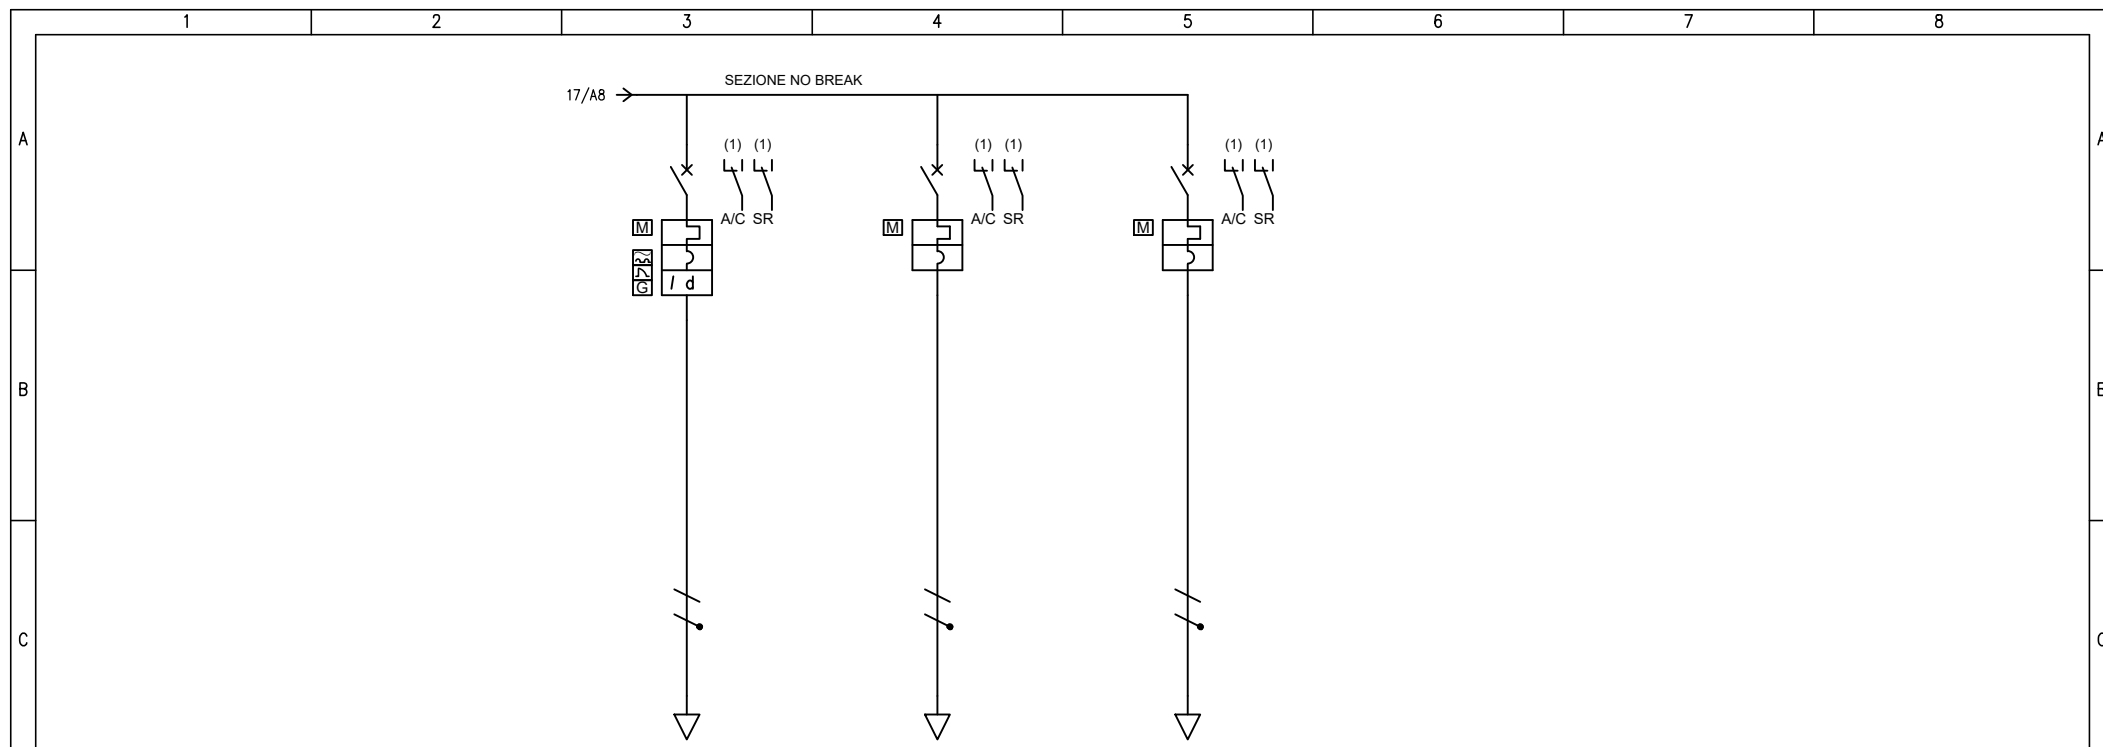 1 2 3 4 5 6 7 8
SEZIONE NO BREAK
17/A8
A A
(1) (1) (1) (1) (1) (1)
A/C SR A/C SR A/C SR
M M M
G I d
B
C